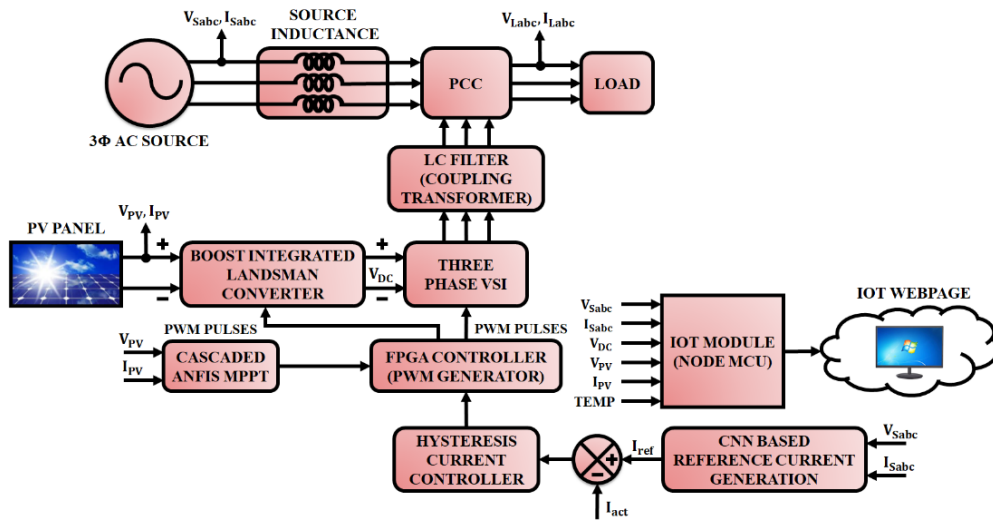 V_Sabc, I_Sabc
SOURCE
INDUCTANCE
V_Labc, I_Labc
PCC
LOAD
3Φ AC SOURCE
LC FILTER
(COUPLING
TRANSFORMER)
V_PV, I_PV
PV PANEL
+
−
BOOST INTEGRATED
LANDSMAN
CONVERTER
+
V_DC
−
THREE
PHASE VSI
PWM PULSES
PWM PULSES
V_PV
I_PV
CASCADED
ANFIS MPPT
FPGA CONTROLLER
(PWM GENERATOR)
V_Sabc
I_Sabc
V_DC
V_PV
I_PV
TEMP
IOT MODULE
(NODE MCU)
IOT WEBPAGE
HYSTERESIS
CURRENT
CONTROLLER
+
−
I_ref
I_act
CNN BASED
REFERENCE CURRENT
GENERATION
V_Sabc
I_Sabc